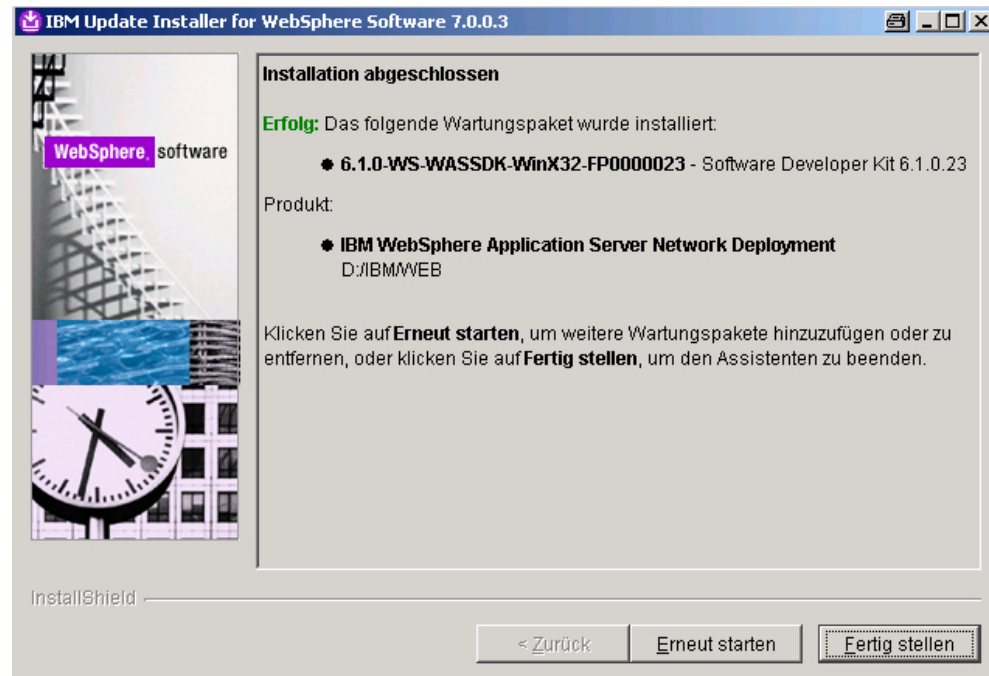 IBM Update Installer for WebSphere Software 7.0.0.3
WebSphere. software
Installation abgeschlossen
Erfolg: Das folgende Wartungspaket wurde installiert:
6.1.0-WS-WASSDK-WinX32-FP0000023 - Software Developer Kit 6.1.0.23
Produkt:
IBM WebSphere Application Server Network Deployment
D:/IBM/WEB
Klicken Sie auf Erneut starten, um weitere Wartungspakete hinzuzufügen oder zu
entfernen, oder klicken Sie auf Fertig stellen, um den Assistenten zu beenden.
InstallShield
< Zurück
Erneut starten
Fertig stellen